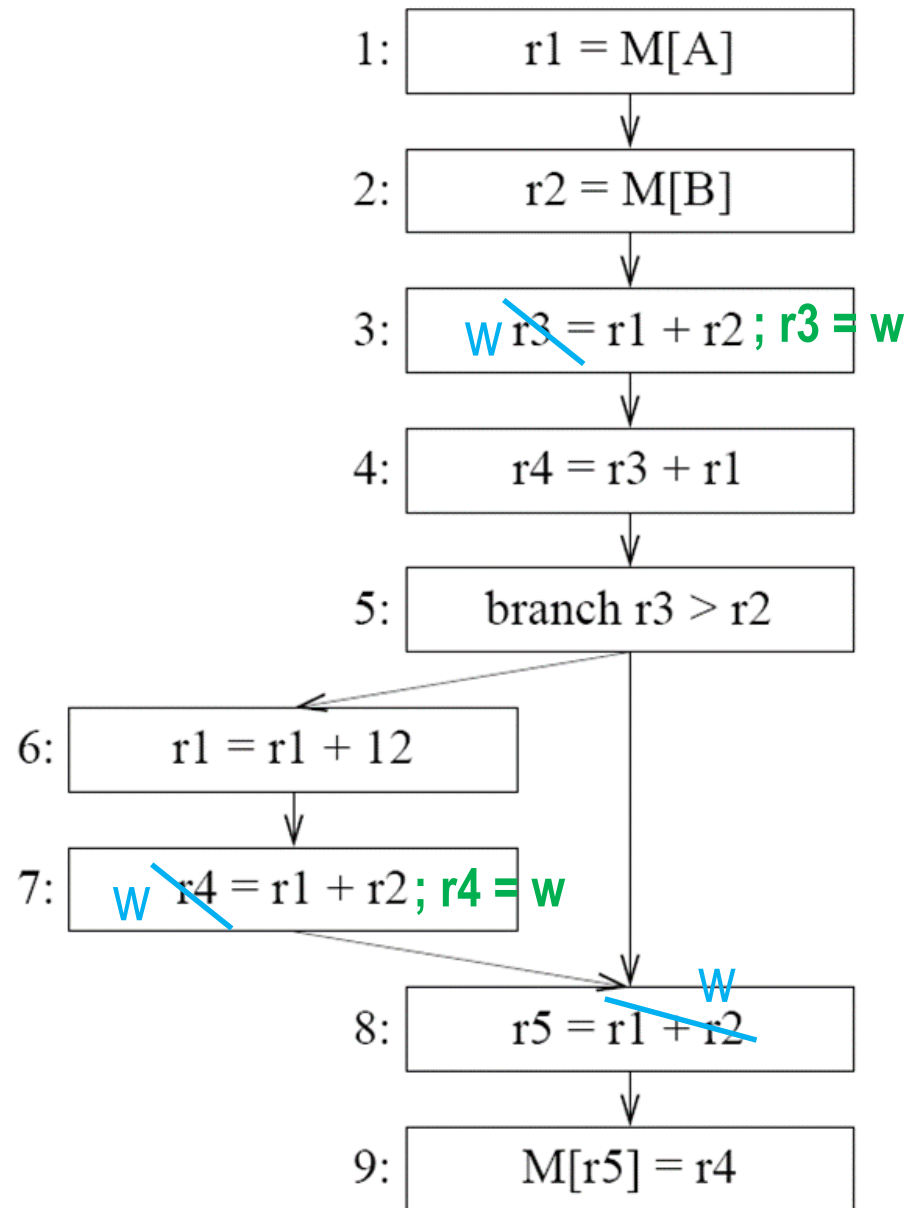 1: r1 = M[A]
2: r2 = M[B]
3: w r3 = r1 + r2 ; r3 = w
4: r4 = r3 + r1
5: branch r3 > r2
6: r1 = r1 + 12
7: w r4 = r1 + r2 ; r4 = w
w
8: r5 = r1 + r2
9: M[r5] = r4